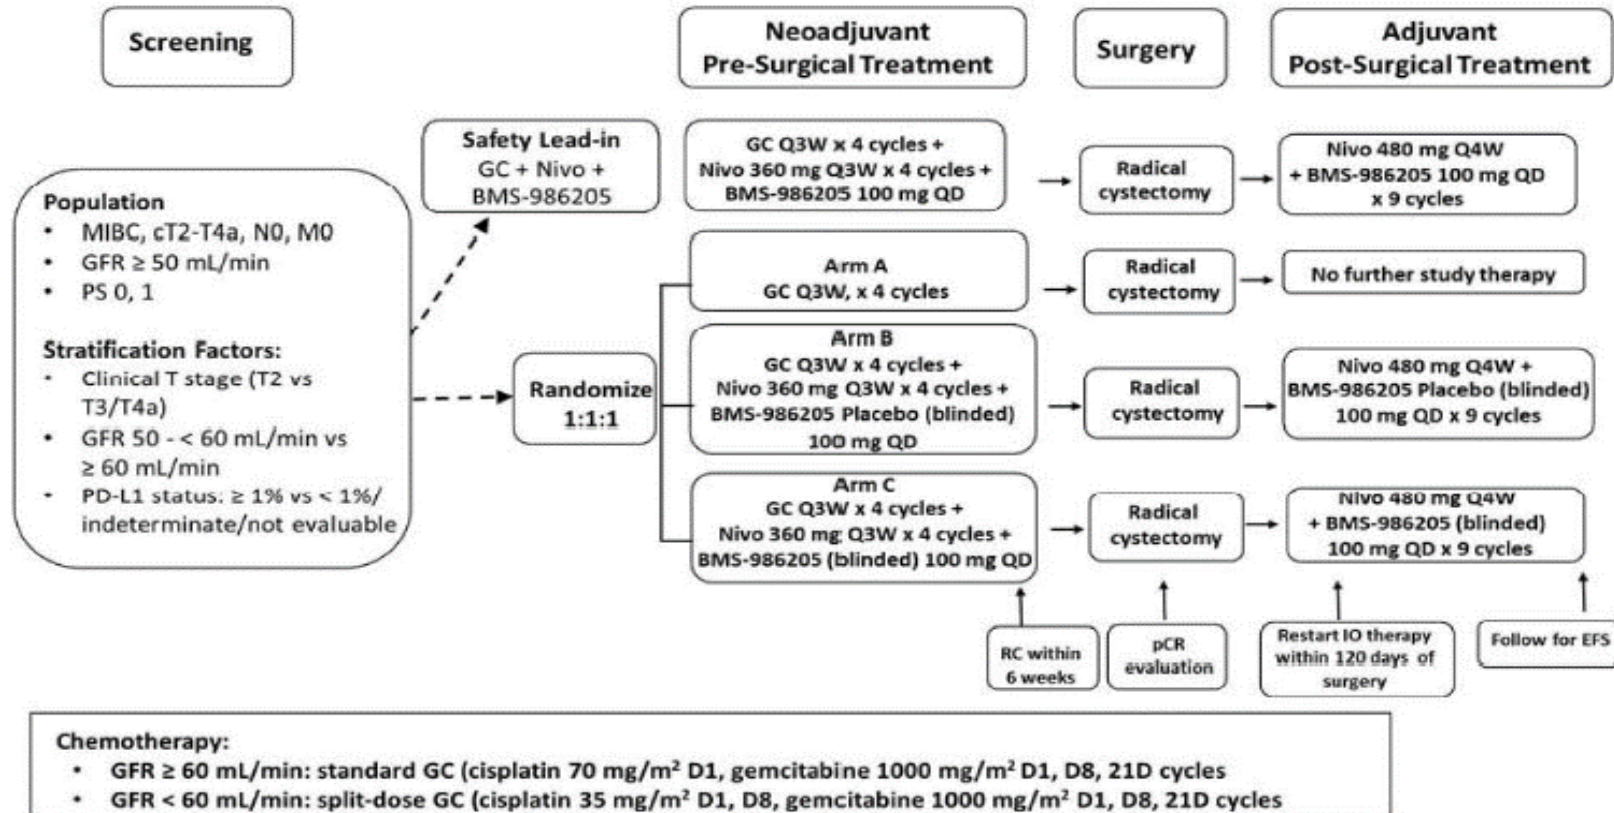 Screening
Neoadjuvant
Pre-Surgical Treatment
Surgery
Adjuvant
Post-Surgical Treatment
Safety Lead-in
GC + Nivo +
BMS-986205
GC Q3W x 4 cycles +
Nivo 360 mg Q3W x 4 cycles +
BMS-986205 100 mg QD
Radical
cystectomy
Nivo 480 mg Q4W
+ BMS-986205 100 mg QD
x 9 cycles
Population
• MIBC, cT2-T4a, N0, M0
• GFR ≥ 50 mL/min
• PS 0, 1
Stratification Factors:
• Clinical T stage (T2 vs
T3/T4a)
• GFR 50 - < 60 mL/min vs
≥ 60 mL/min
• PD-L1 status: ≥ 1% vs < 1%/
indeterminate/not evaluable
Randomize
1:1:1
Arm A
GC Q3W, x 4 cycles
Radical
cystectomy
No further study therapy
Arm B
GC Q3W x 4 cycles +
Nivo 360 mg Q3W x 4 cycles +
BMS-986205 Placebo (blinded)
100 mg QD
Radical
cystectomy
Nivo 480 mg Q4W +
BMS-986205 Placebo (blinded)
100 mg QD x 9 cycles
Arm C
GC Q3W x 4 cycles +
Nivo 360 mg Q3W x 4 cycles +
BMS-986205 (blinded) 100 mg QD
Radical
cystectomy
Nivo 480 mg Q4W
+ BMS-986205 (blinded)
100 mg QD x 9 cycles
RC within
6 weeks
pCR
evaluation
Restart IO therapy
within 120 days of
surgery
Follow for EFS
Chemotherapy:
• GFR ≥ 60 mL/min: standard GC (cisplatin 70 mg/m² D1, gemcitabine 1000 mg/m² D1, D8, 21D cycles
• GFR < 60 mL/min: split-dose GC (cisplatin 35 mg/m² D1, D8, gemcitabine 1000 mg/m² D1, D8, 21D cycles